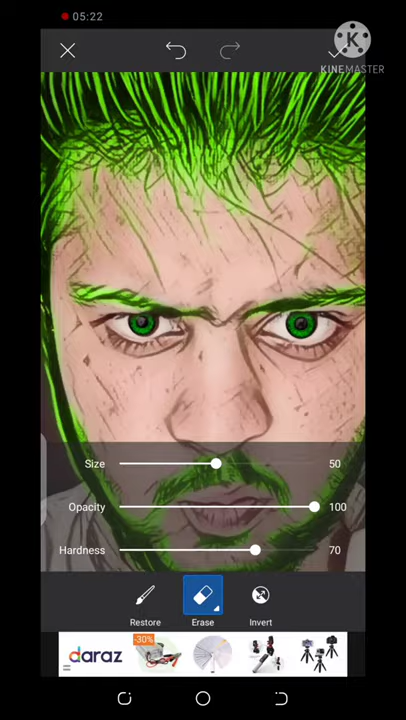 05:22
K
KINEMASTER
Size 50
Opacity 100
Hardness 70
Restore Erase Invert
daraz -30%